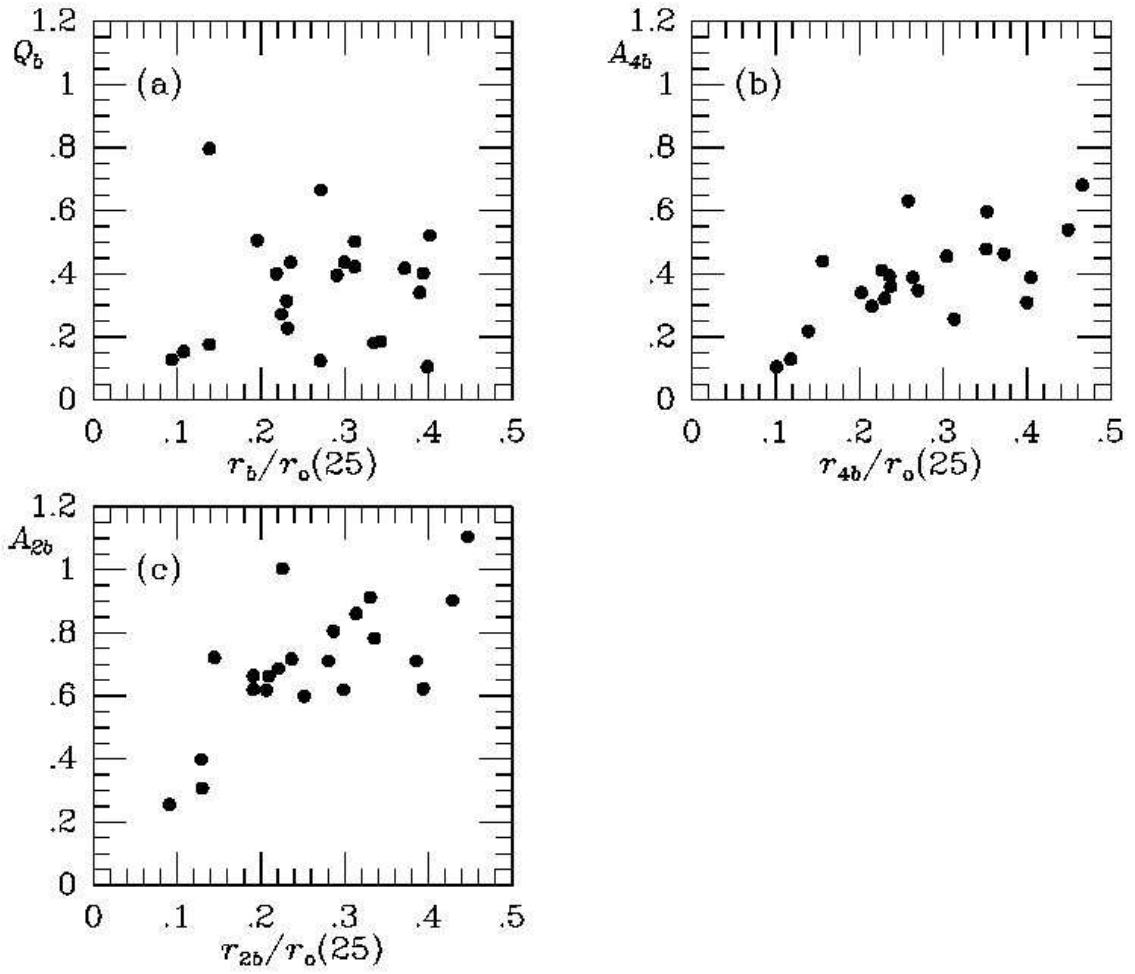 1.2
Q_b
1
(a)
.8
.6
.4
.2
0
0 .1 .2 .3 .4 .5
r_b/r_o(25)
1.2
A_4b
1
(b)
.8
.6
.4
.2
0
0 .1 .2 .3 .4 .5
r_4b/r_o(25)
1.2
A_2b
1
(c)
.8
.6
.4
.2
0
0 .1 .2 .3 .4 .5
r_2b/r_o(25)